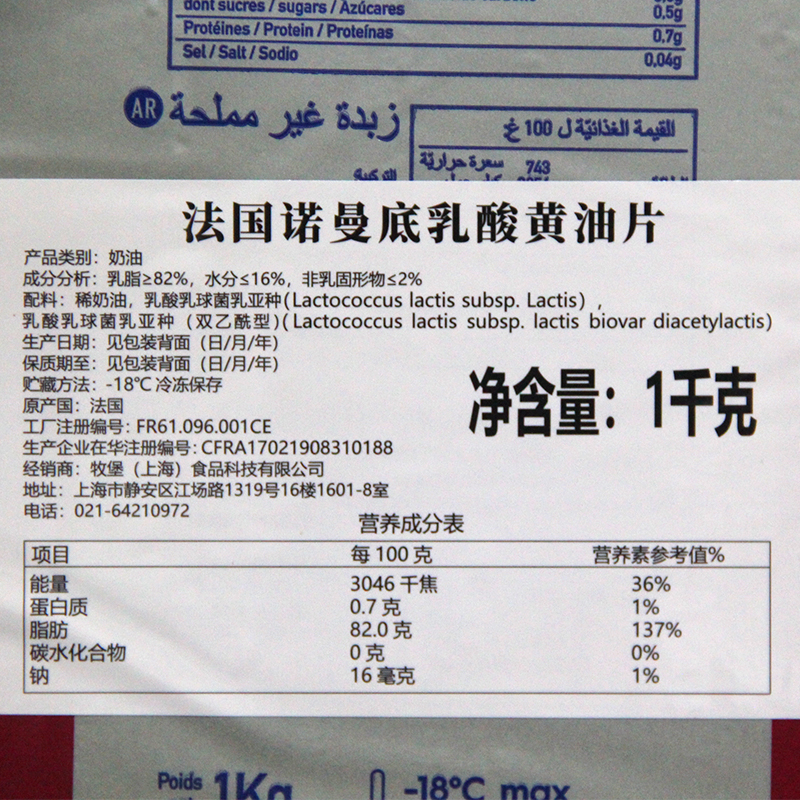 dont sucres / sugars / Azúcares 0,5g
Protéines / Protein / Proteínas 0,7g
Sel / Salt / Sodio 0,04g
AR زبدة غير مملحة
القيمة الغذائيّة ل 100 غ
سعرة حراريّة 743
التركيبة
法国诺曼底乳酸黄油片
产品类别：奶油
成分分析：乳脂≥82%，水分≤16%，非乳固形物≤2%
配料：稀奶油，乳酸乳球菌乳亚种(Lactococcus lactis subsp. Lactis)，
乳酸乳球菌乳亚种（双乙酰型）(Lactococcus lactis subsp. lactis biovar diacetylactis)
生产日期：见包装背面（日/月/年）
保质期至：见包装背面（日/月/年）
贮藏方法：-18℃ 冷冻保存
净含量：1千克
原产国：法国
工厂注册编号：FR61.096.001CE
生产企业在华注册编号：CFRA17021908310188
经销商：牧堡（上海）食品科技有限公司
地址：上海市静安区江场路1319号16楼1601-8室
电话：021-64210972
营养成分表
项目 每 100 克 营养素参考值%
能量 3046 千焦 36%
蛋白质 0.7 克 1%
脂肪 82.0 克 137%
碳水化合物 0 克 0%
钠 16 毫克 1%
Poids 1Kg -18°C max